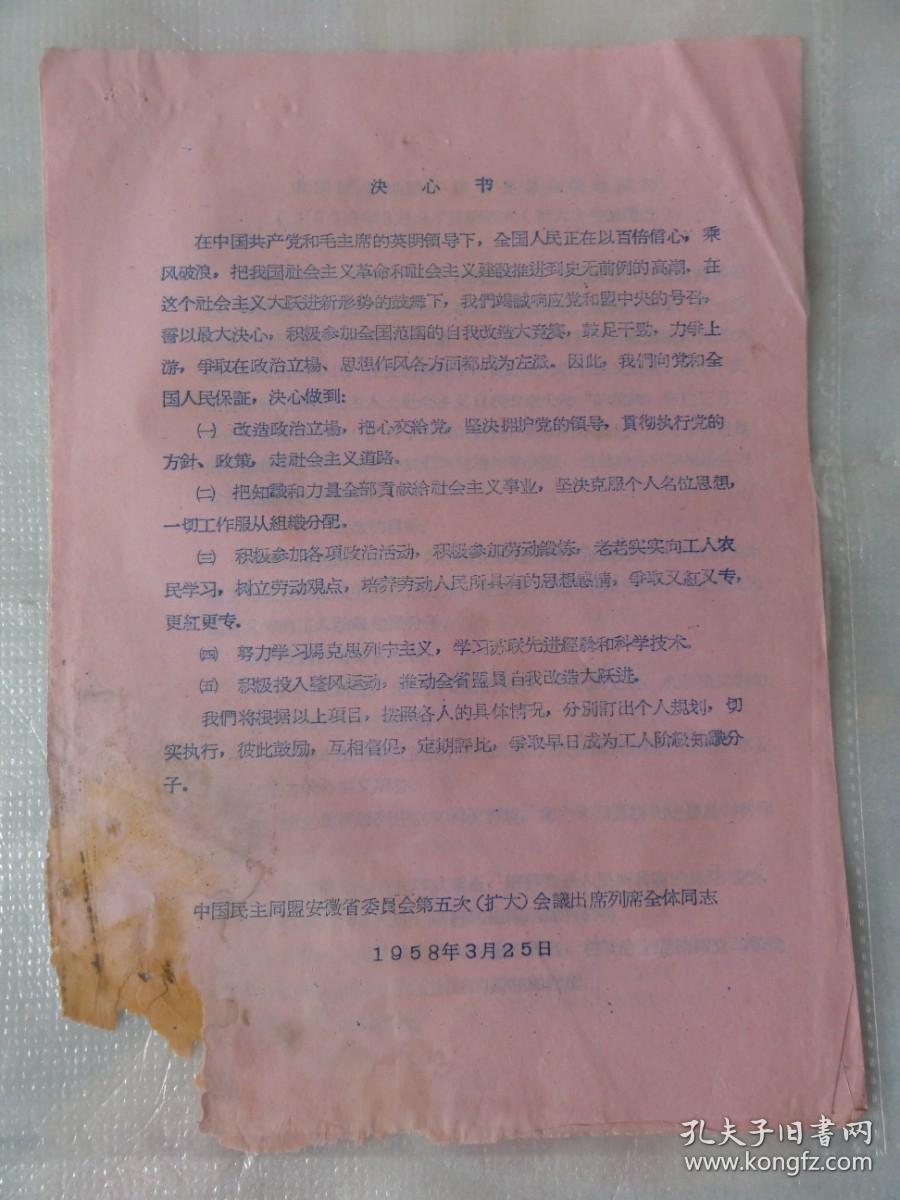 決心书
在中国共产党和毛主席的英明領导下，全国人民正在以百倍信心，乘
风破浪，把我国社会主义革命和社会主义建設推进到史无前例的高潮，在
这个社会主义大跃进新形势的鼓舞下，我們竭誠响应党和盟中央的号召，
誓以最大决心，积极参加全国范围的自我改造大竞赛，鼓足干勁，力争上
游，爭取在政治立場、思想作风各方面都成为左派。因此，我們向党和全
国人民保証，决心做到：
㈠ 改造政治立場，把心交給党，坚决拥护党的領导，貫彻执行党的
方針、政策，走社会主义道路。
㈡ 把知識和力量全部貢献給社会主义事业，坚决克服个人名位思想，
一切工作服从組織分配。
㈢ 积极参加各項政治活动，积极参加劳动鍛炼，老老实实向工人农
民学习，树立劳动观点，培养劳动人民所具有的思想感情，爭取又紅又专，
更紅更专。
㈣ 努力学习馬克思列宁主义，学习苏联先进經驗和科学技术。
㈤ 积极投入整风运动，推动全省盟員自我改造大跃进。
我們将根据以上項目，按照各人的具体情况，分別訂出个人規划，切
实执行，彼此鼓励，互相督促，定期評比，爭取早日成为工人阶級知識分
子。
中国民主同盟安徽省委員会第五次（扩大）会議出席列席全体同志
1958年3月25日
孔夫子旧書网
www.kongfz.com